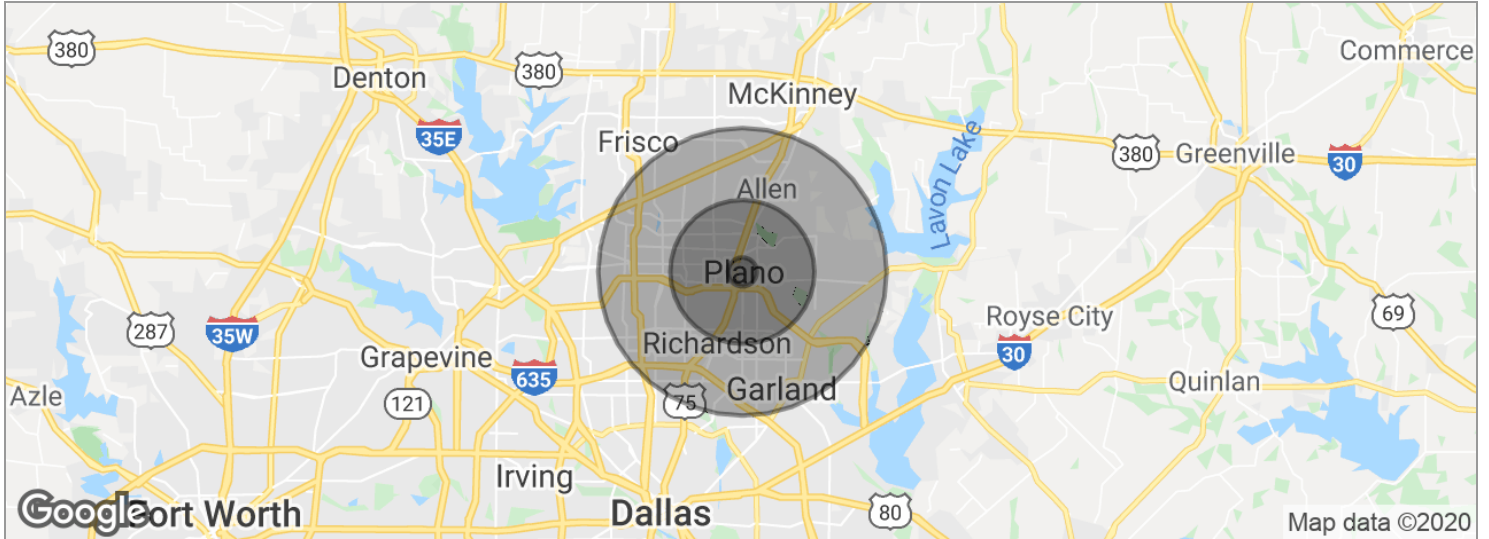 380
Commerce
Denton
380
McKinney
35E
Frisco
Lavon Lake
380
Greenville
30
Allen
Plano
287
35W
Royse City
69
Richardson
30
Grapevine
635
Quinlan
Garland
Azle
121
75
Irving
Google
Fort Worth
Dallas
80
Map data ©2020